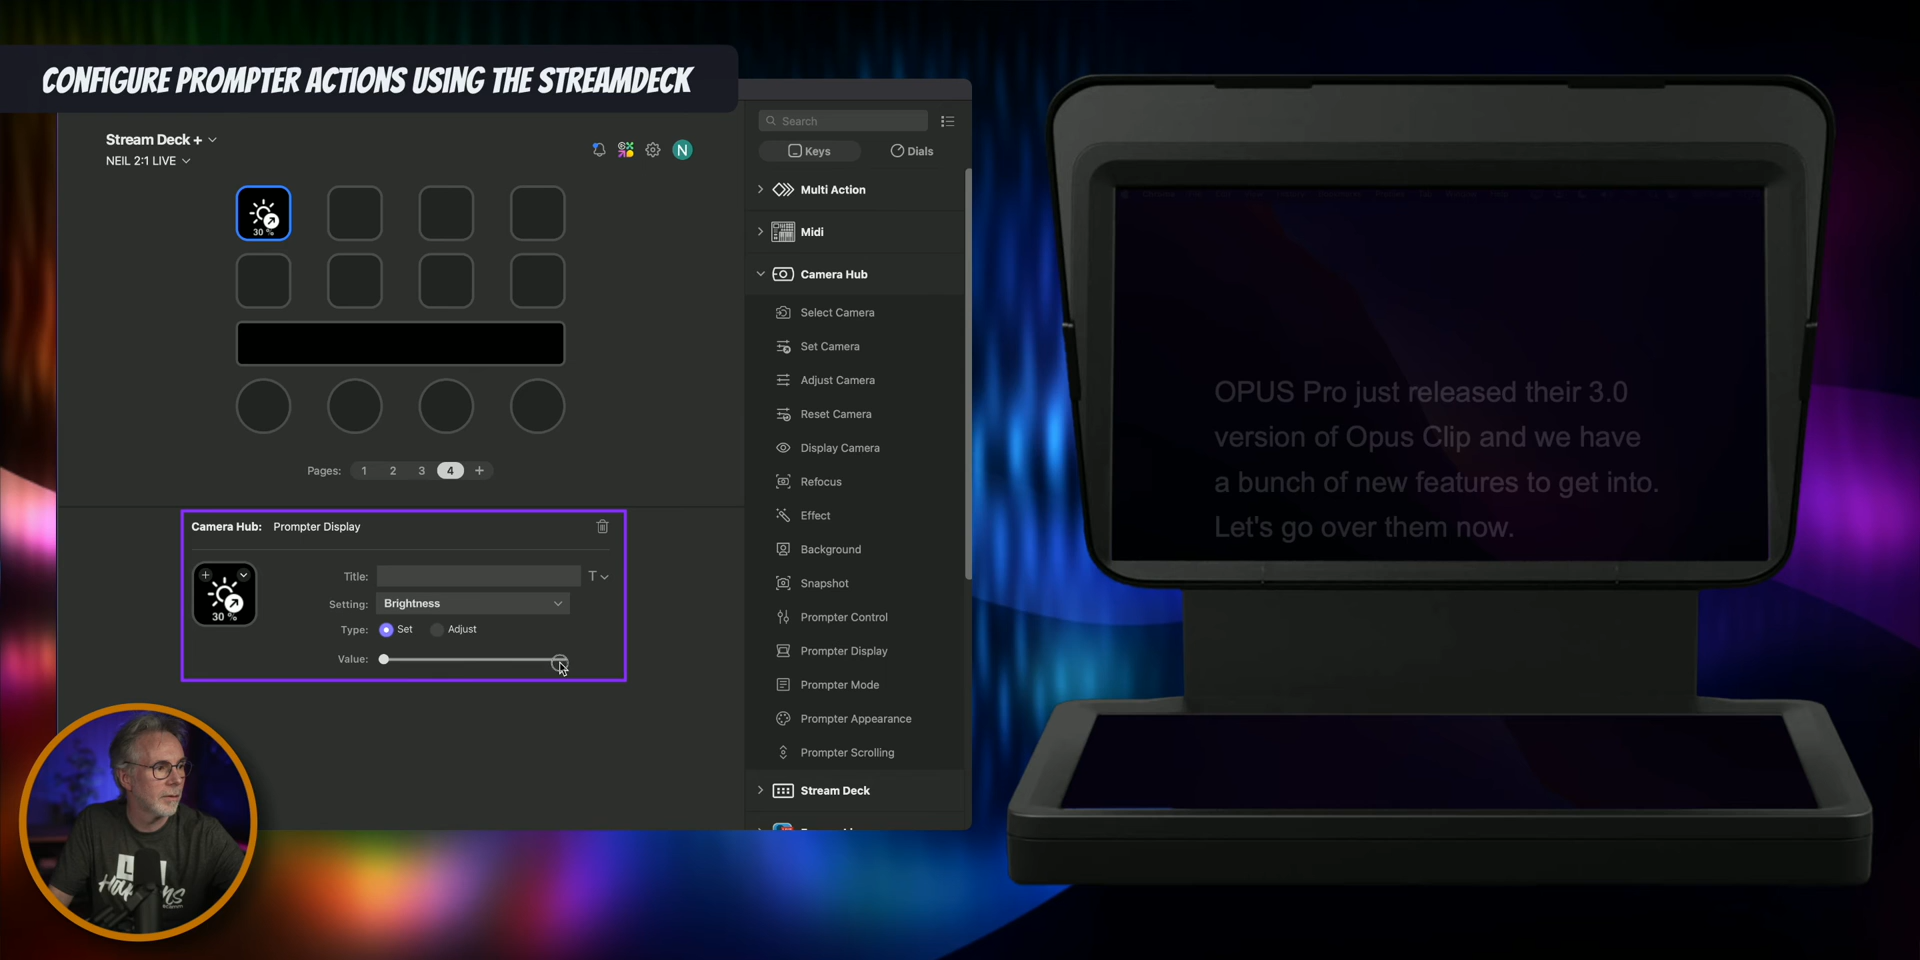 CONFIGURE PROMPTER ACTIONS USING THE STREAMDECK
Stream Deck +
NEIL 2:1 LIVE
N
30 %
Pages: 1 2 3 4 +
Camera Hub: Prompter Display
30 %
Title: T
Setting: Brightness
Type: Set Adjust
Value:
Search
Keys Dials
Multi Action
Midi
Camera Hub
Select Camera
Set Camera
Adjust Camera
Reset Camera
Display Camera
Refocus
Effect
Background
Snapshot
Prompter Control
Prompter Display
Prompter Mode
Prompter Appearance
Prompter Scrolling
Stream Deck
OPUS Pro just released their 3.0
version of Opus Clip and we have
a bunch of new features to get into.
Let's go over them now.